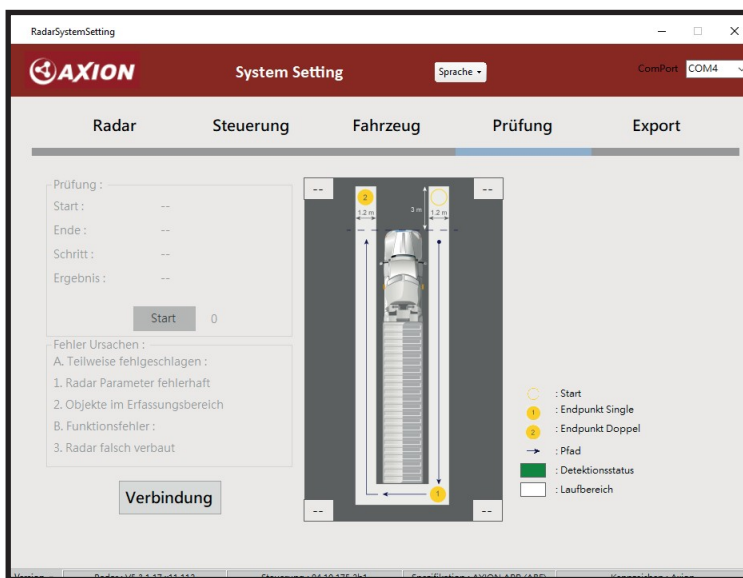 RadarSystemSetting
AXION System Setting Sprache ComPort COM4
Radar Steuerung Fahrzeug Prüfung Export
Prüfung :
Start : --
Ende : --
Schritt : --
Ergebnis : --
Start 0
Fehler Ursachen :
A. Teilweise fehlgeschlagen :
1. Radar Parameter fehlerhaft
2. Objekte im Erfassungsbereich
B. Funktionsfehler :
3. Radar falsch verbaut
Verbindung
-- --
2
1.2 m 3 m 1.2 m
1
-- --
: Start
1 : Endpunkt Single
2 : Endpunkt Doppel
: Pfad
: Detektionsstatus
: Laufbereich